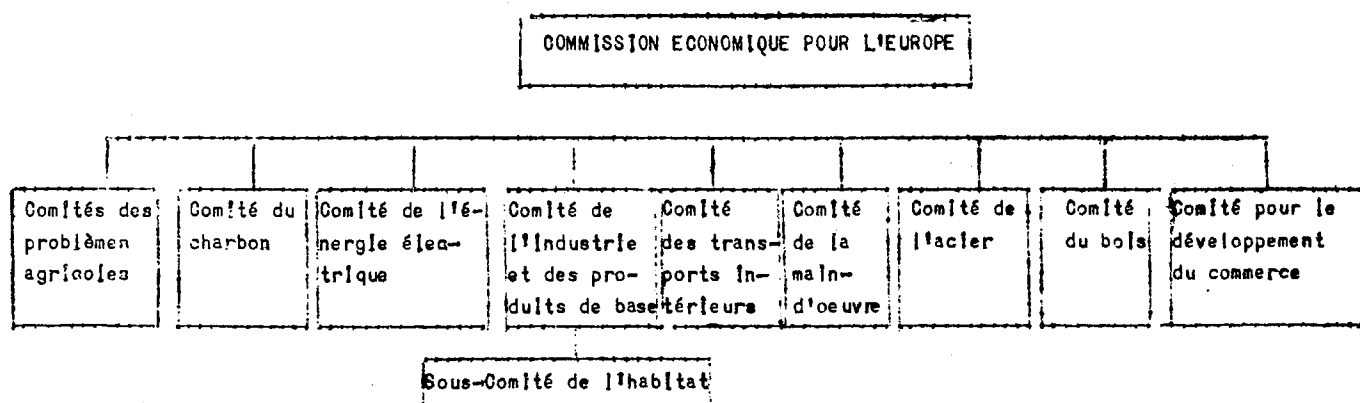 COMMISSION ECONOMIQUE POUR L'EUROPE
Comités des
problèmen
agricoles
Comité du
charbon
Comité de l'é-
nergie élec-
trique
Comité de
l'Industrie
et des pro-
duits de base
Comité
des trans-
ports in-
térieurs
Comité
de la
main-
d'oeuvre
Comité de
l'acier
Comité
du bois
Comité pour le
développement
du commerce
Sous-Comité de l'habitat